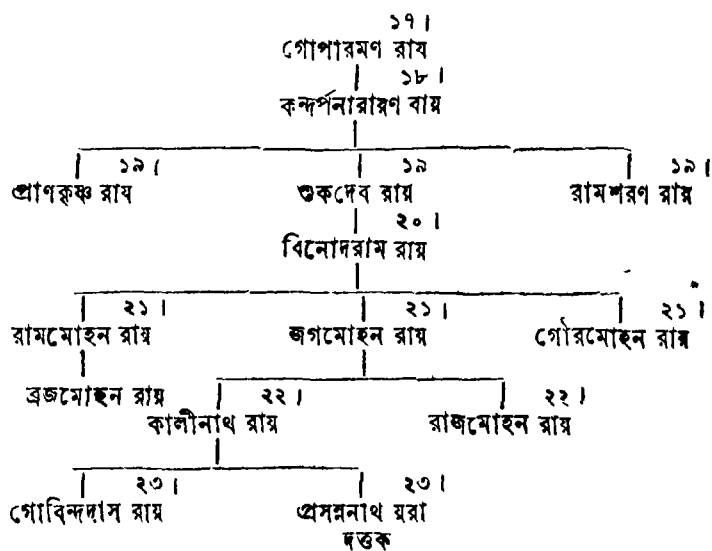 ১৭।
গোপারমণ রায
১৮।
কন্দর্পনারায়ণ বায়
১৯। ১৯ ১৯।
প্রাণকৃষ্ণ রায শুকদেব রায় রামশরণ রায়
২০।
বিনোদরাম রায়
২১। ২১। ২১।
রামমোহন রায় জগমোহন রায় গৌরমোহন রায়
ব্রজমোহন রায় ২২। ২২।
কালীনাথ রায় রাজমোহন রায়
২৩। ২৩।
গোবিন্দদাস রায় প্রসন্ননাথ য়রা
দত্তক